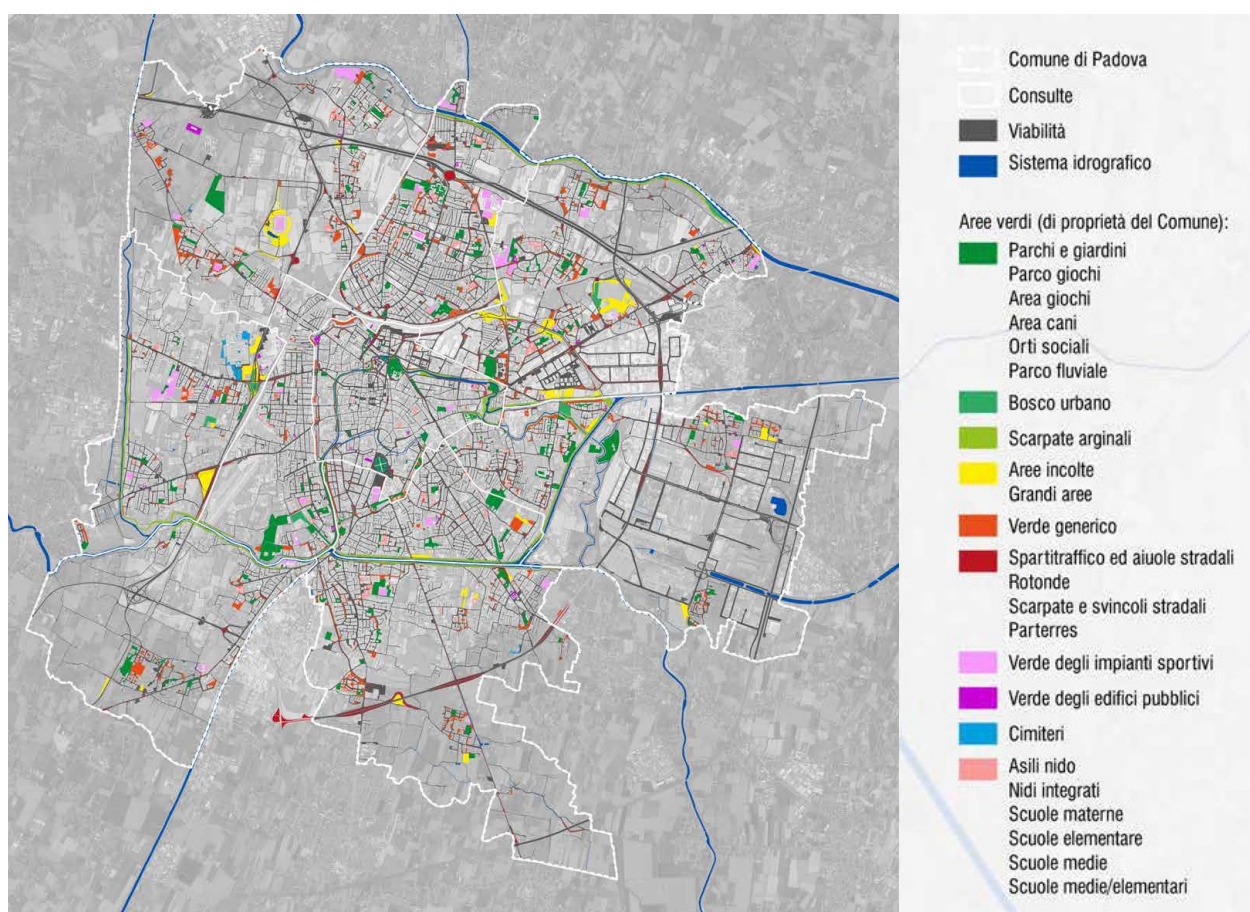 Comune di Padova
Consulte
Viabilità
Sistema idrografico
Aree verdi (di proprietà del Comune):
Parchi e giardini
Parco giochi
Area giochi
Area cani
Orti sociali
Parco fluviale
Bosco urbano
Scarpate arginali
Aree incolte
Grandi aree
Verde generico
Spartitraffico ed aiuole stradali
Rotonde
Scarpate e svincoli stradali
Parterres
Verde degli impianti sportivi
Verde degli edifici pubblici
Cimiteri
Asili nido
Nidi integrati
Scuole materne
Scuole elementare
Scuole medie
Scuole medie/elementari